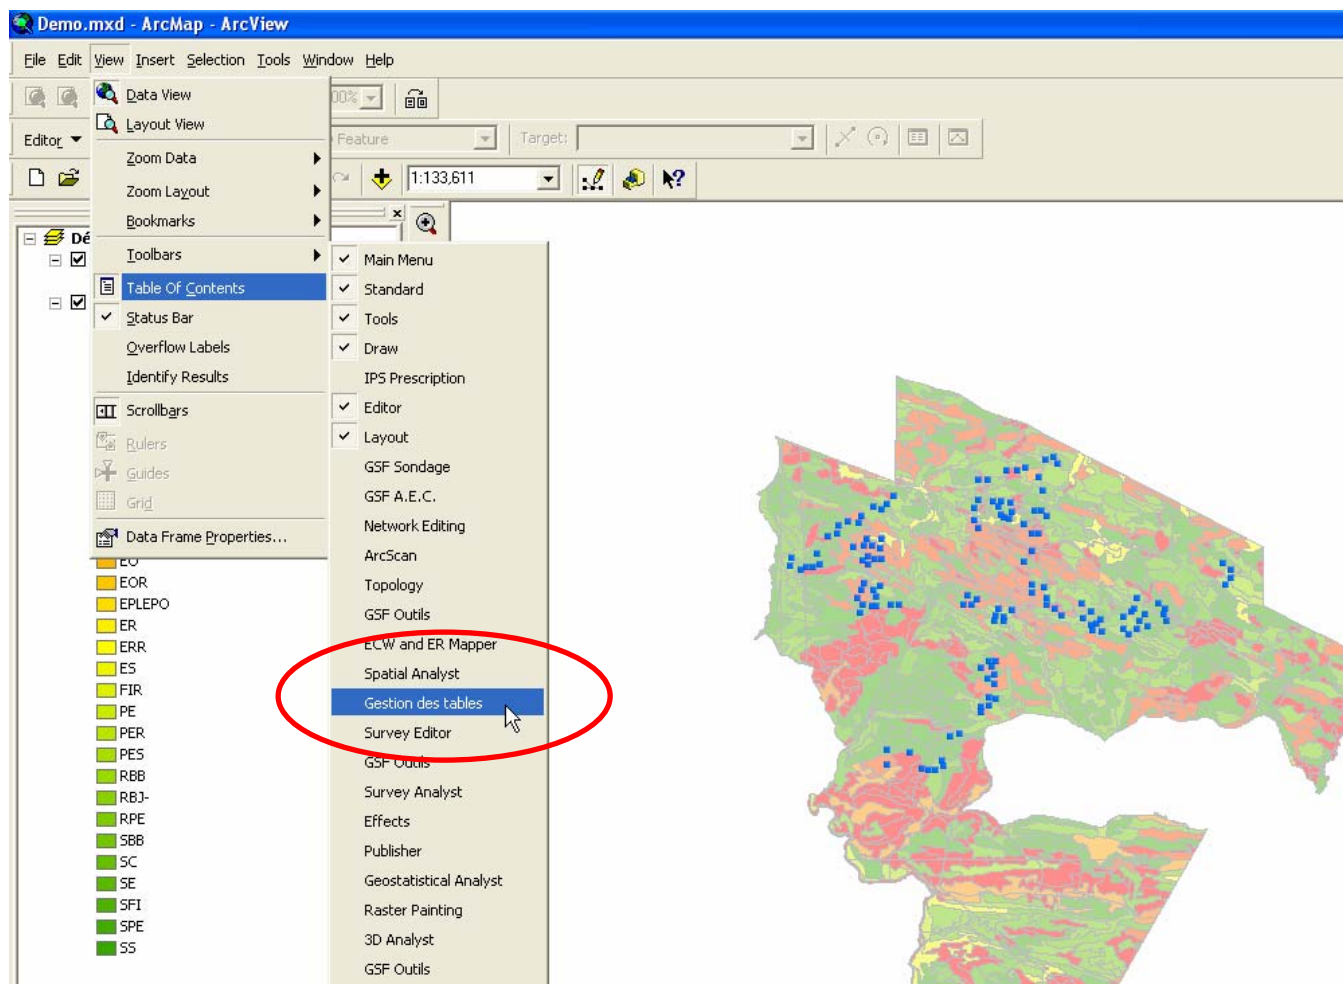 Demo.mxd - ArcMap - ArcView
File Edit View Insert Selection Tools Window Help
Data View
00%
Layout View
Editor
Feature
Target:
Zoom Data
1:133,611
Zoom Layout
Bookmarks
Dé
Toolbars
Table Of Contents
Status Bar
Overflow Labels
Identify Results
Scrollbars
Rulers
Guides
Grid
Data Frame Properties...
Main Menu
Standard
Tools
Draw
IPS Prescription
Editor
Layout
GSF Sondage
GSF A.E.C.
Network Editing
ArcScan
Topology
GSF Outils
ECW and ER Mapper
Spatial Analyst
Gestion des tables
Survey Editor
GSF Outils
Survey Analyst
Effects
Publisher
Geostatistical Analyst
Raster Painting
3D Analyst
GSF Outils
EO
EOR
EPLEPO
ER
ERR
ES
FIR
PE
PER
PES
RBB
RBJ-
RPE
SBB
SC
SE
SFI
SPE
SS